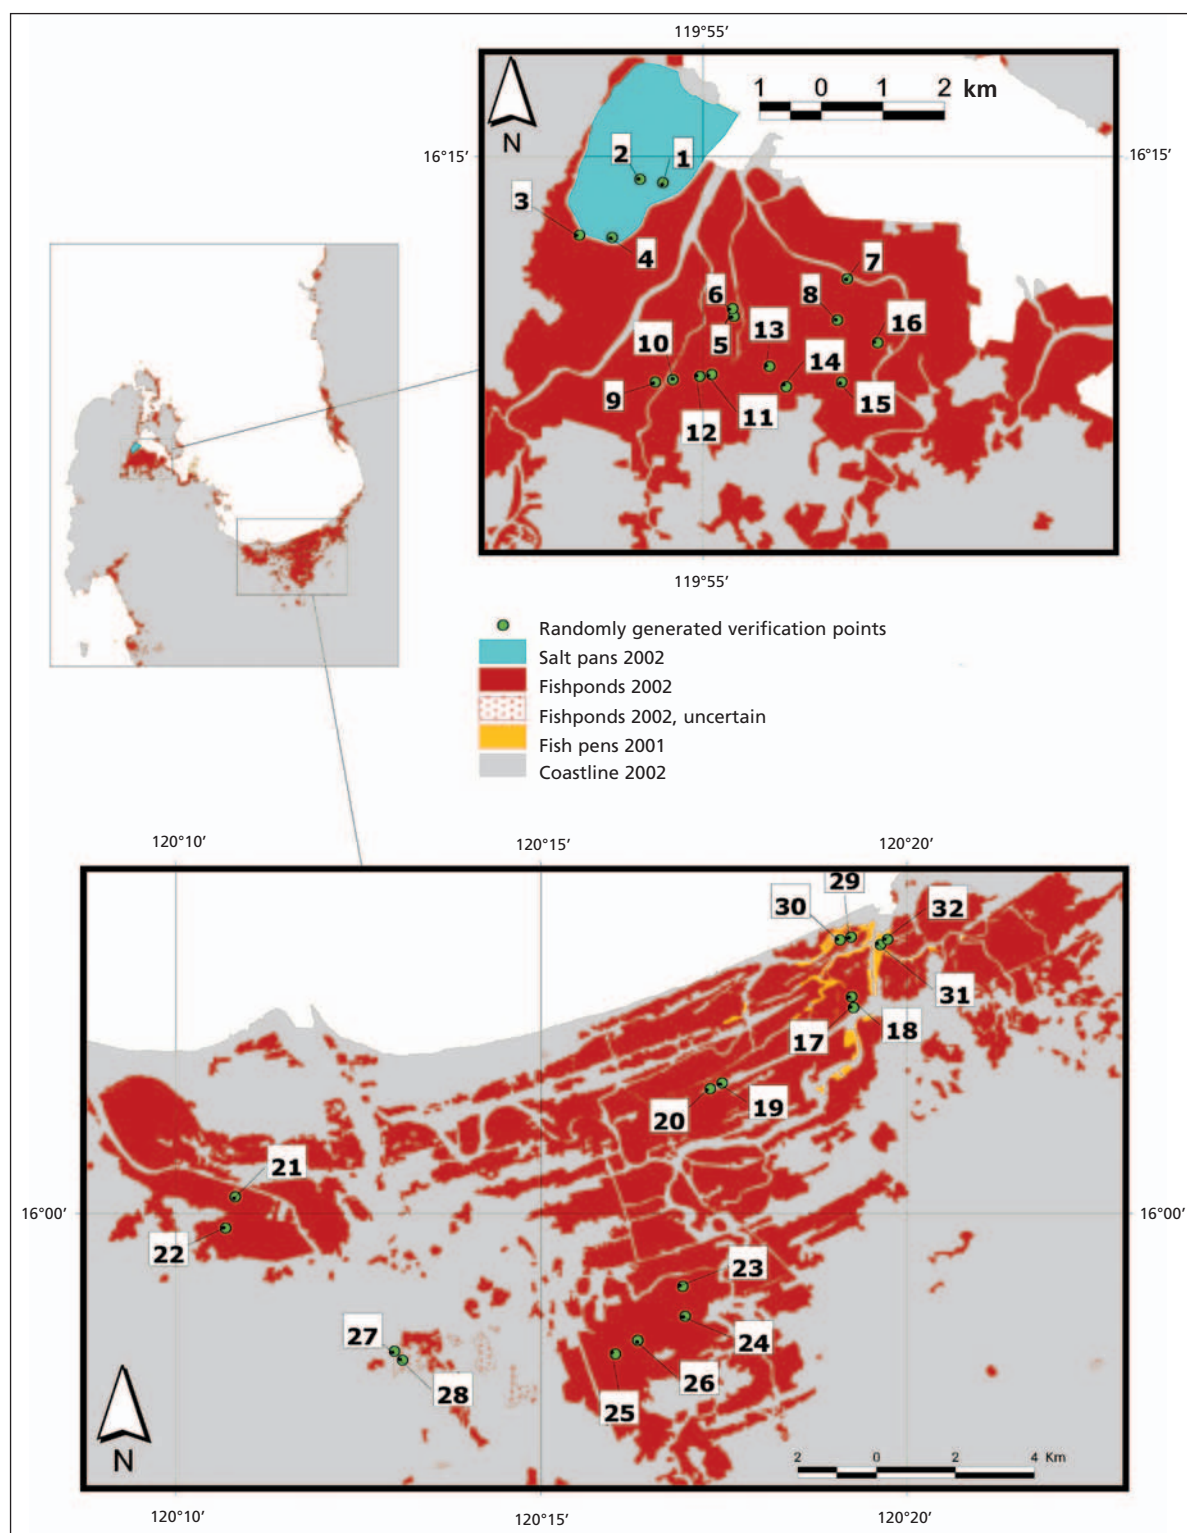 119°55’
1 0 1 2 km
N
16°15’ 16°15’
2 1
3
4
7
6 8
13 16
10 5
14
9 15
12 11
119°55’
Randomly generated verification points
Salt pans 2002
Fishponds 2002
Fishponds 2002, uncertain
Fish pens 2001
Coastline 2002
120°10’ 120°15’ 120°20’
29
30 32
31
17 18
20 19
21
16°00’ 16°00’
22
23
27 24
28 26
25
N
2 0 2 4 Km
120°10’ 120°15’ 120°20’